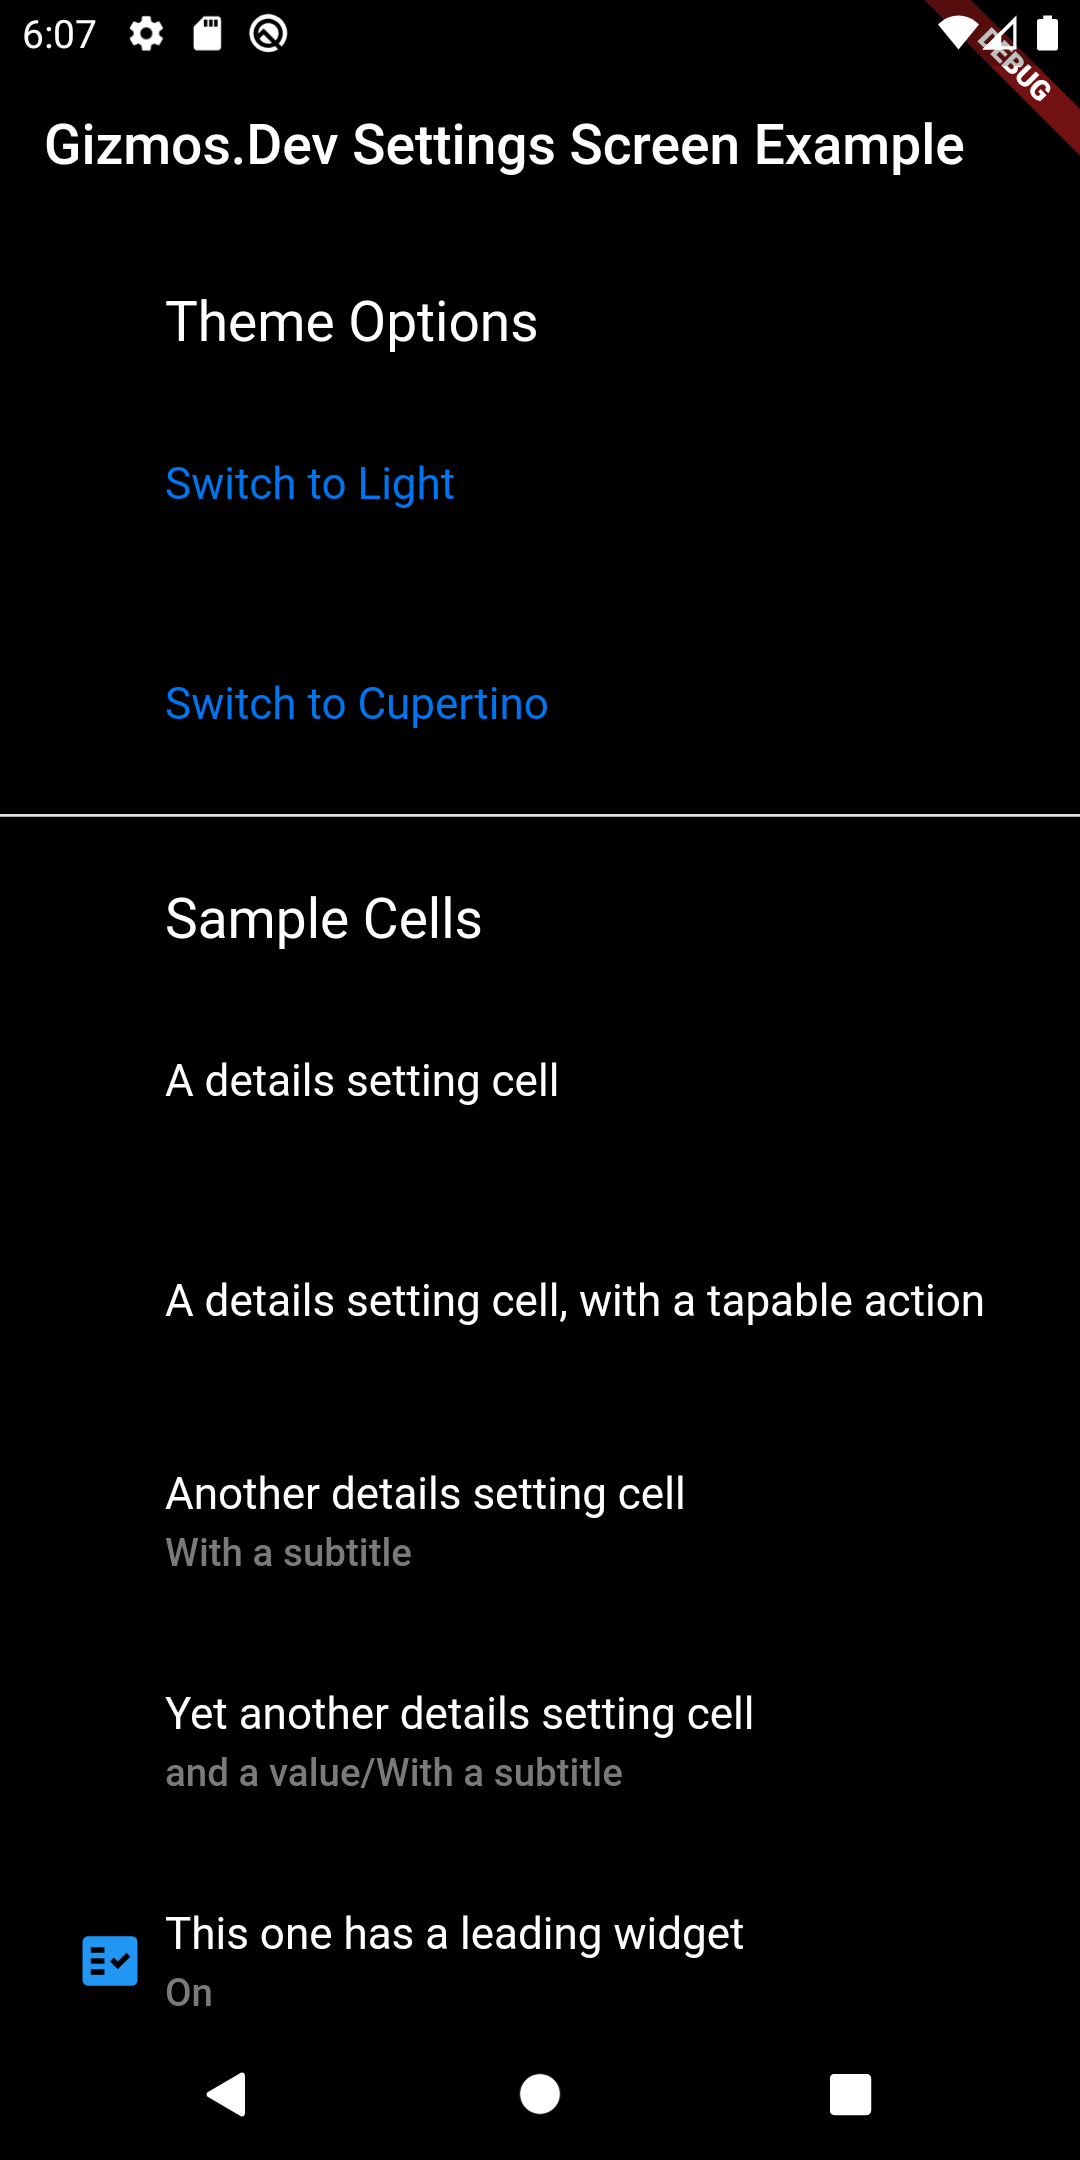 6:07
DEBUG
Gizmos.Dev Settings Screen Example
Theme Options
Switch to Light
Switch to Cupertino
Sample Cells
A details setting cell
A details setting cell, with a tapable action
Another details setting cell
With a subtitle
Yet another details setting cell
and a value/With a subtitle
This one has a leading widget
On